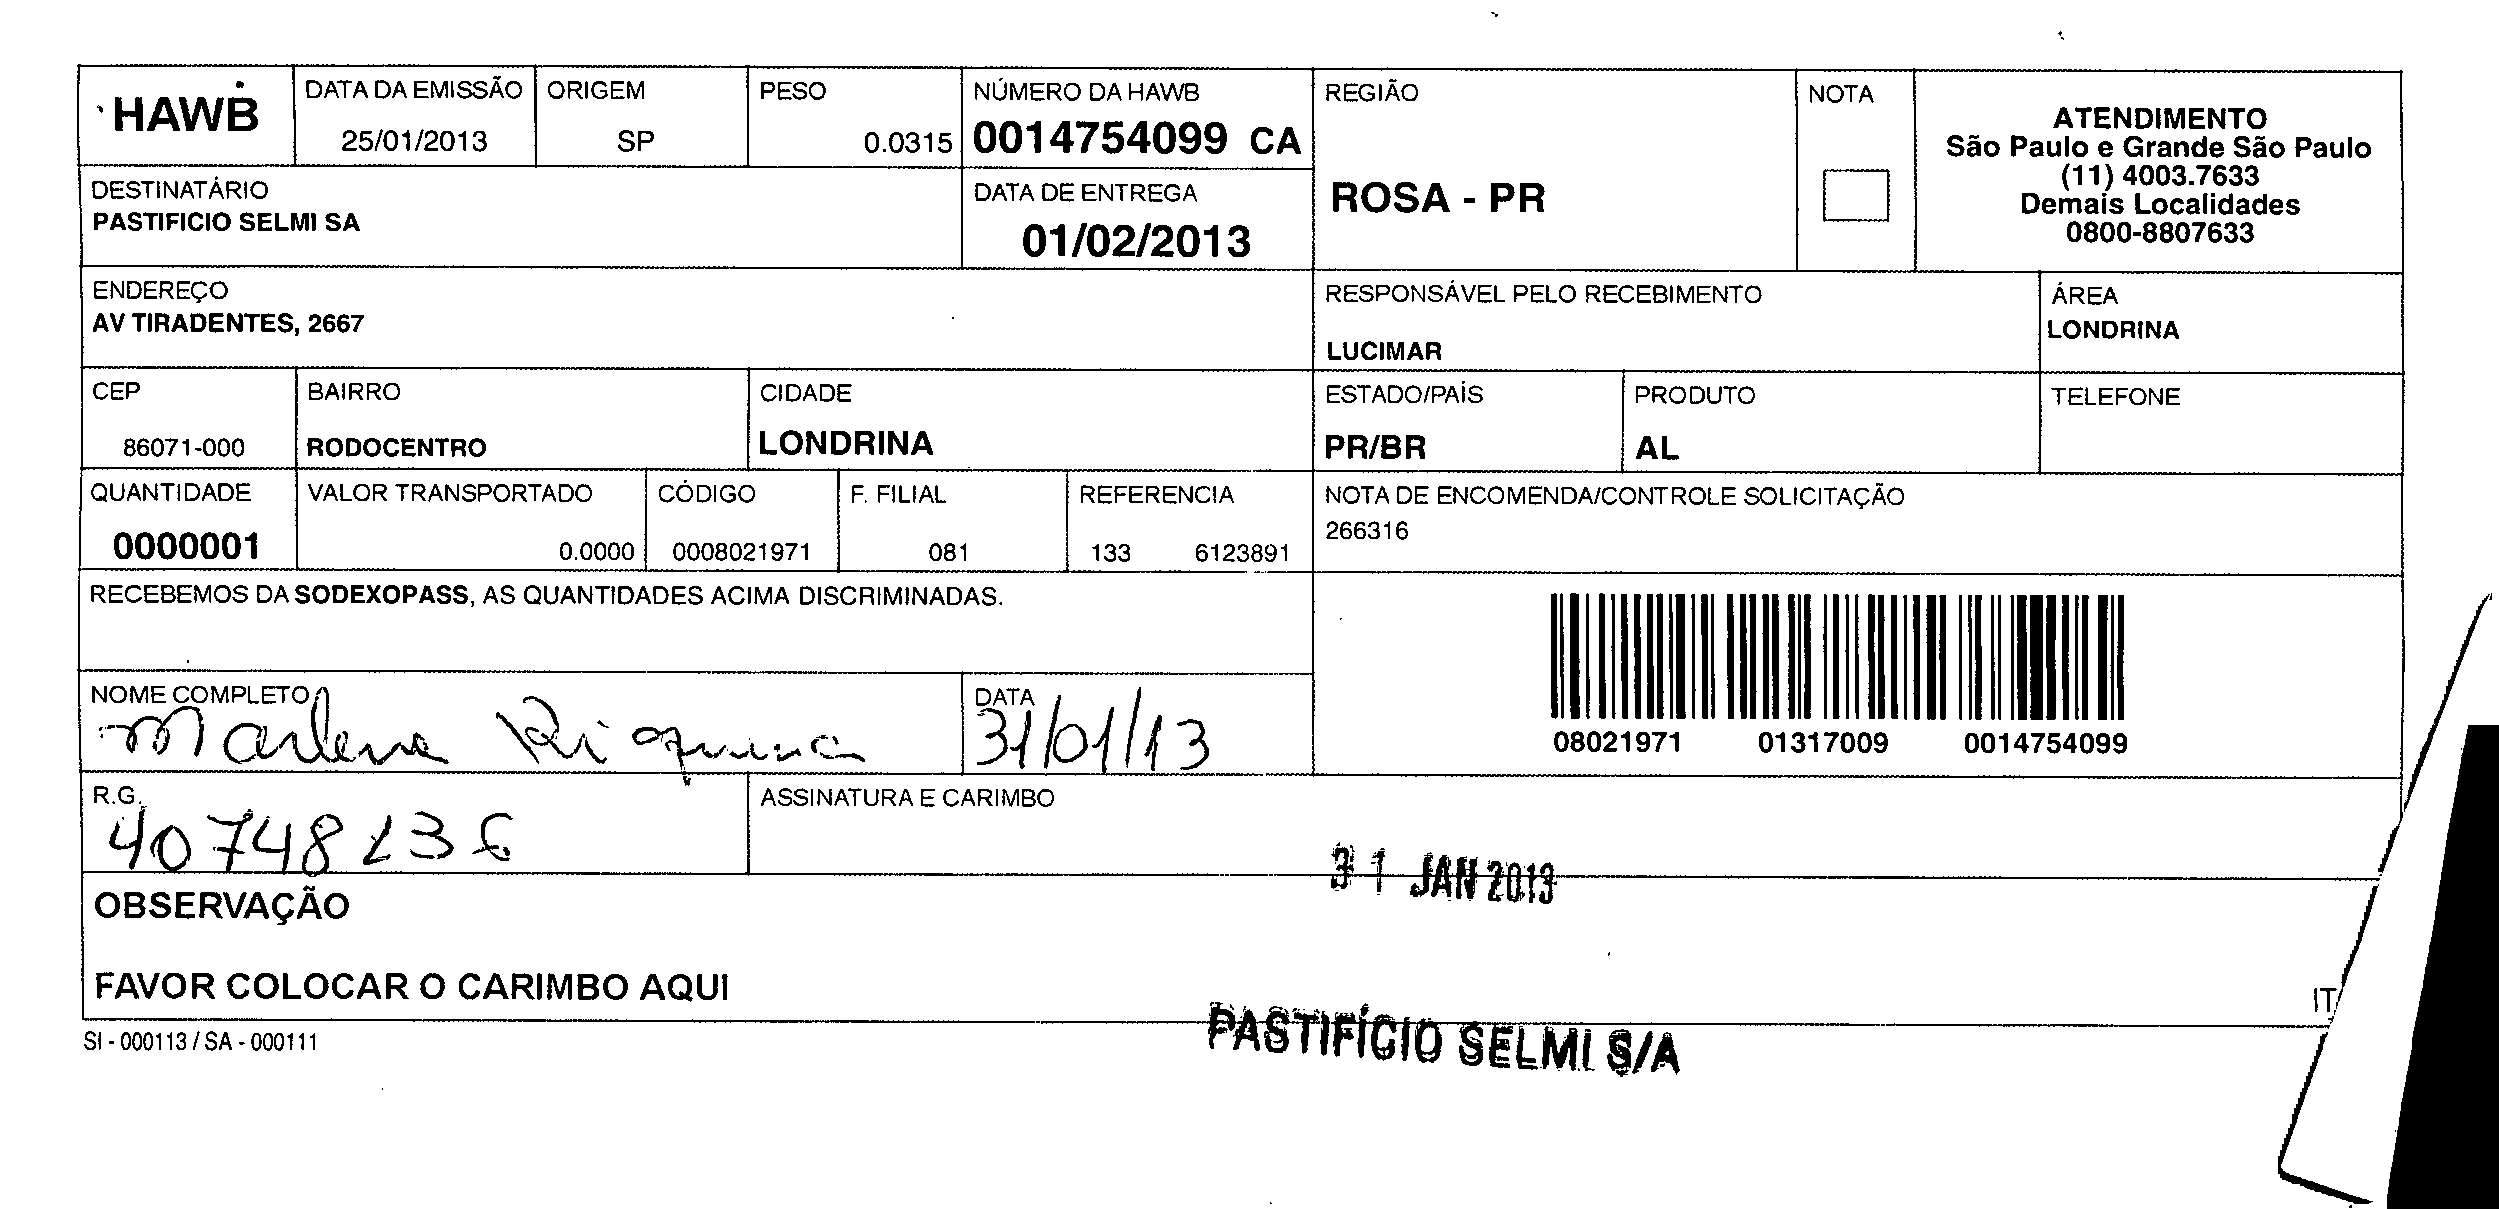 HAWB
DATA DA EMISSÃO
25/01/2013
ORIGEM
SP
PESO
0.0315
NÚMERO DA HAWB
0014754099 CA
REGIÃO
ROSA - PR
NOTA
ATENDIMENTO
São Paulo e Grande São Paulo
(11) 4003.7633
Demais Localidades
0800-8807633
DESTINATÁRIO
PASTIFICIO SELMI SA
DATA DE ENTREGA
01/02/2013
ENDEREÇO
AV TIRADENTES, 2667
RESPONSÁVEL PELO RECEBIMENTO
LUCIMAR
ÁREA
LONDRINA
CEP
86071-000
BAIRRO
RODOCENTRO
CIDADE
LONDRINA
ESTADO/PAÍS
PR/BR
PRODUTO
AL
TELEFONE
QUANTIDADE
0000001
VALOR TRANSPORTADO
0.0000
CÓDIGO
0008021971
F. FILIAL
081
REFERENCIA
133 6123891
NOTA DE ENCOMENDA/CONTROLE SOLICITAÇÃO
266316
RECEBEMOS DA SODEXOPASS, AS QUANTIDADES ACIMA DISCRIMINADAS.
08021971 01317009 0014754099
NOME COMPLETO
Marlene
DATA
31/01/13
R.G.
ASSINATURA E CARIMBO
31 JAN 2013
OBSERVAÇÃO
FAVOR COLOCAR O CARIMBO AQUI
IT
PASTIFÍCIO SELMI S/A
SI - 000113 / SA - 000111